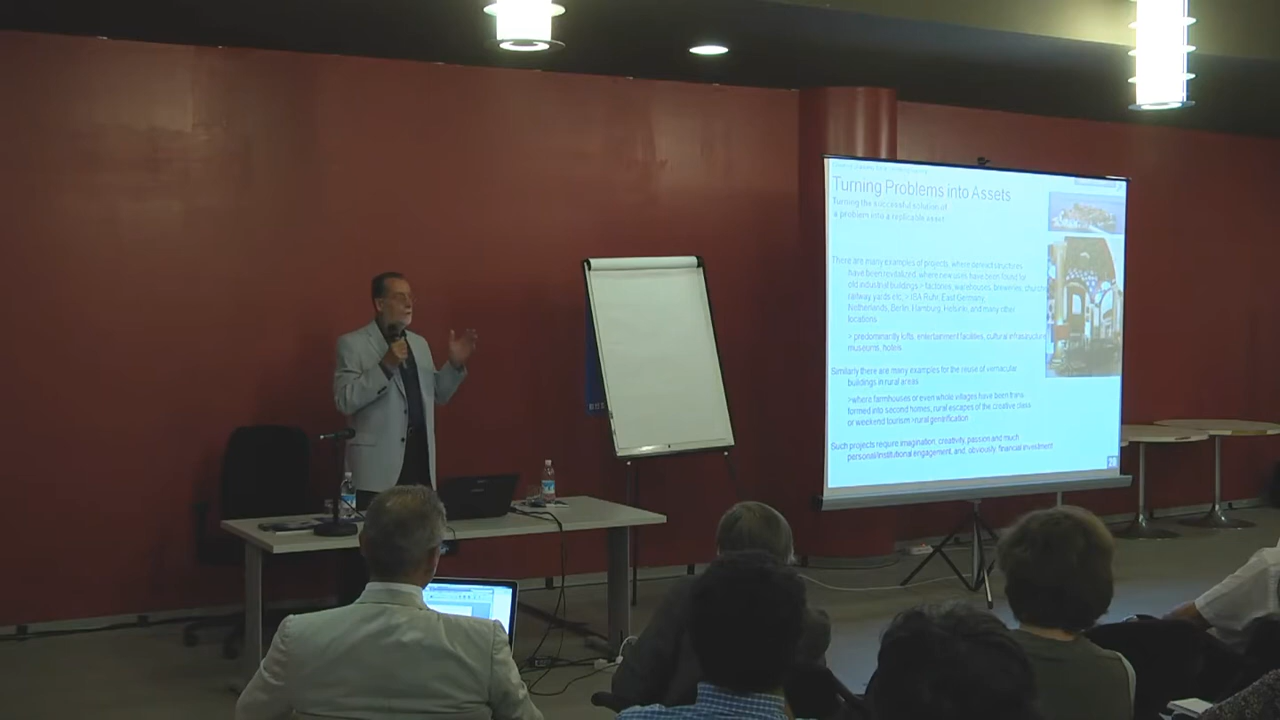 Turning Problems into Assets
Turning the successful solution of
a problem into a replicable asset
There are many examples of projects, where derelict structures
have been revitalized, where new uses have been found for
old industrial buildings > factories, warehouses, breweries, churches
railway yards etc. > IBA Ruhr, East Germany,
Netherlands, Berlin, Hamburg, Helsinki, and many other
locations
> predominantly lofts, entertainment facilities, cultural infrastructure
museums, hotels
Similarly there are many examples for the reuse of vernacular
buildings in rural areas
>where farmhouses or even whole villages have been trans
formed into second homes, rural escapes of the creative class
or weekend tourism >rural gentrification
Such projects require imagination, creativity, passion and much
personal/institutional engagement, and, obviously financial investment